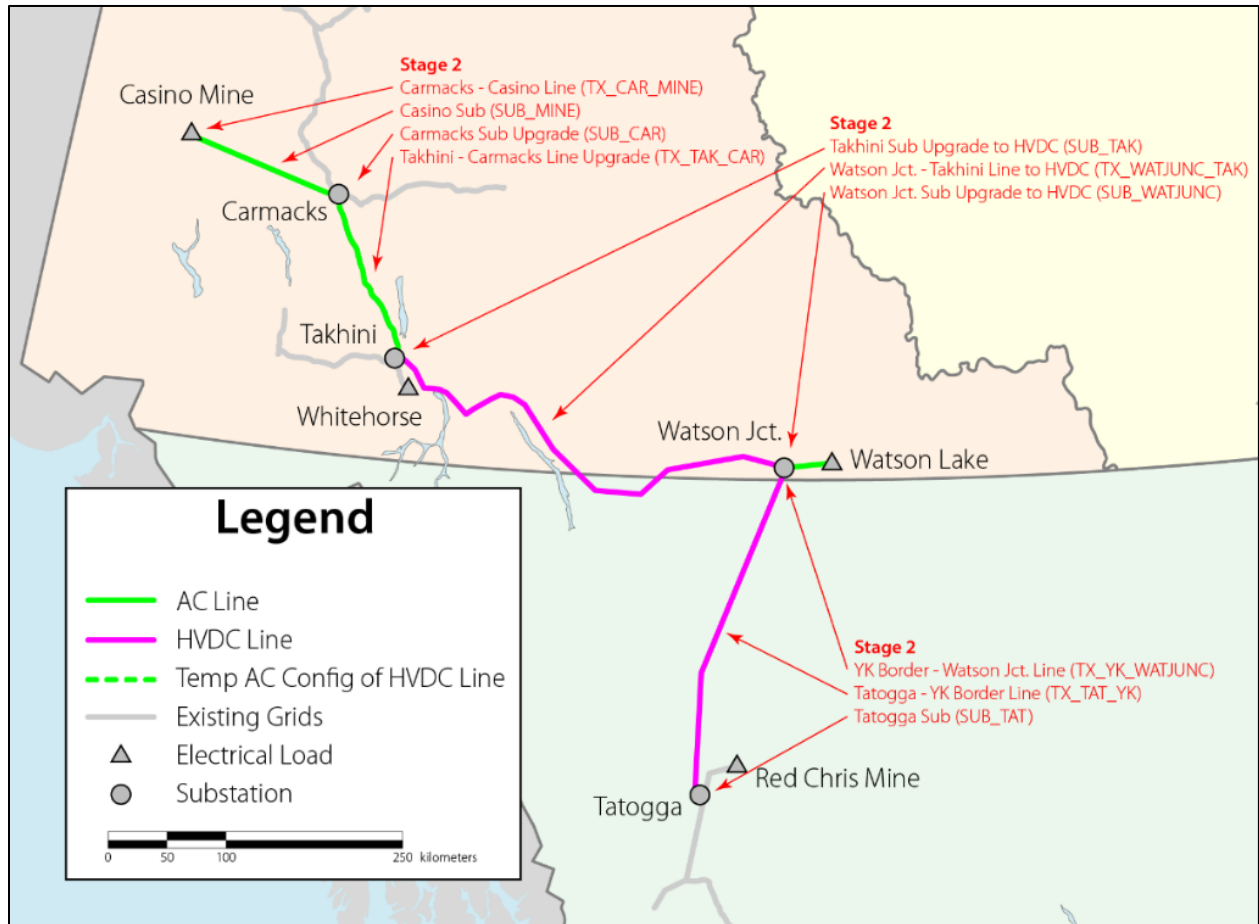 Stage 2
Carmacks - Casino Line (TX_CAR_MINE)
Casino Sub (SUB_MINE)
Carmacks Sub Upgrade (SUB_CAR)
Takhini - Carmacks Line Upgrade (TX_TAK_CAR)
Stage 2
Takhini Sub Upgrade to HVDC (SUB_TAK)
Watson Jct. - Takhini Line to HVDC (TX_WATJUNC_TAK)
Watson Jct. Sub Upgrade to HVDC (SUB_WATJUNC)
Casino Mine
Carmacks
Takhini
Whitehorse
Watson Jct.
Watson Lake
Legend
AC Line
HVDC Line
Temp AC Config of HVDC Line
Existing Grids
Electrical Load
Substation
0 50 100 250 kilometers
Stage 2
YK Border - Watson Jct. Line (TX_YK_WATJUNC)
Tatogga - YK Border Line (TX_TAT_YK)
Tatogga Sub (SUB_TAT)
Red Chris Mine
Tatogga